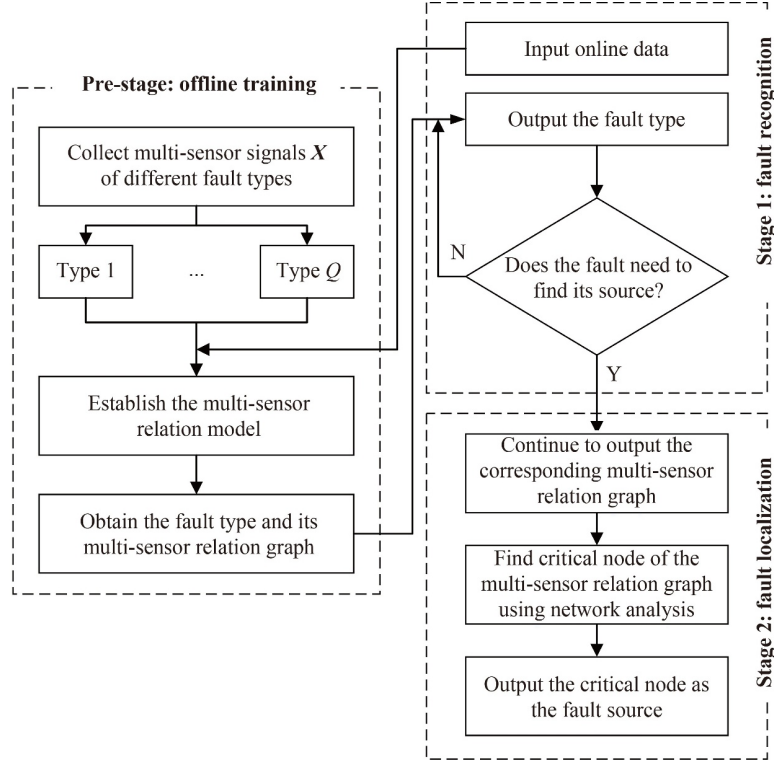 Pre-stage: offline training
Collect multi-sensor signals X
of different fault types
Type 1
...
Type Q
Establish the multi-sensor
relation model
Obtain the fault type and its
multi-sensor relation graph
Input online data
Output the fault type
Does the fault need to
find its source?
N
Y
Stage 1: fault recognition
Continue to output the
corresponding multi-sensor
relation graph
Find critical node of the
multi-sensor relation graph
using network analysis
Output the critical node as
the fault source
Stage 2: fault localization